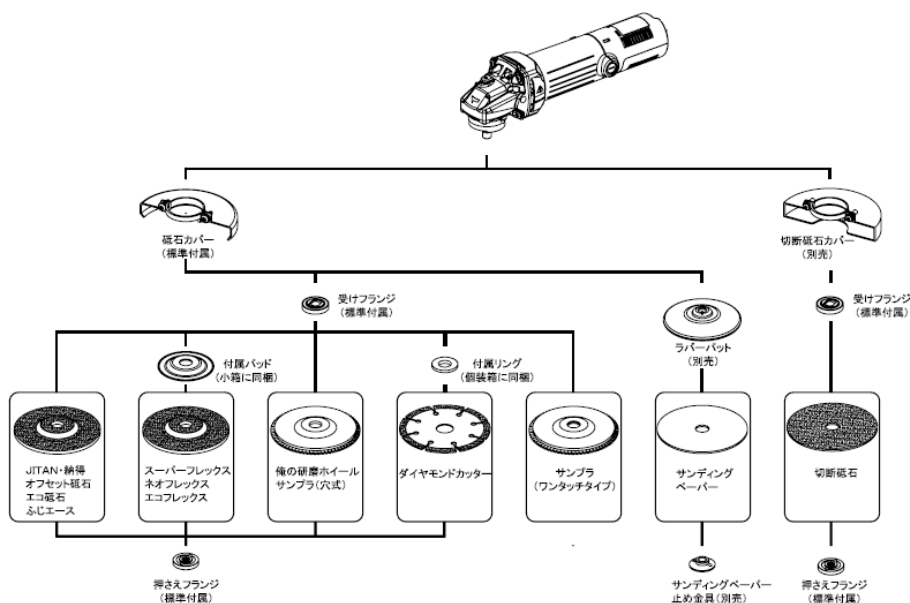 砥石カバー
(標準付属)
切断砥石カバー
(別売)
受けフランジ
(標準付属)
ラバーパット
(別売)
受けフランジ
(標準付属)
付属パッド
(小箱に同梱)
付属リング
(個装箱に同梱)
JITAN・納得
オフセット砥石
エコ砥石
ふじエース
スーパーフレックス
ネオフレックス
エコフレックス
俺の研磨ホイール
サンプラ(穴式)
ダイヤモンドカッター
サンプラ
(ワンタッチタイプ)
サンディング
ペーパー
切断砥石
押さえフランジ
(標準付属)
サンディングペーパー
止め金具(別売)
押さえフランジ
(標準付属)